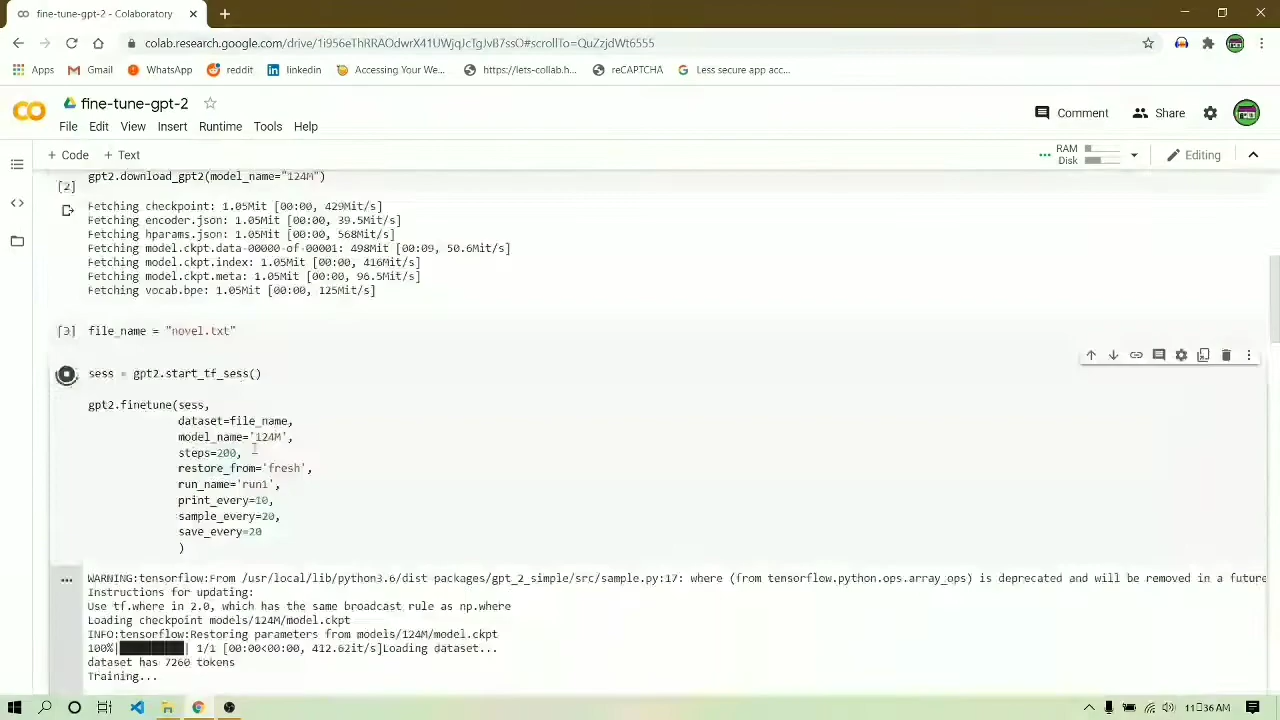 fine-tune-gpt-2 - Colaboratory
colab.research.google.com/drive/1i956eThRRAOdwrX41UWjqJcTgJvB7ssO#scrollTo=QuZzjdWt6555
Apps Gmail WhatsApp reddit linkedin Accessing Your We... https://lets-collab.h... reCAPTCHA Less secure app acc...
fine-tune-gpt-2
Comment Share
File Edit View Insert Runtime Tools Help
+ Code + Text
RAM
Disk
Editing
gpt2.download_gpt2(model_name="124M")
[2]
Fetching checkpoint: 1.05Mit [00:00, 429Mit/s]
Fetching encoder.json: 1.05Mit [00:00, 39.5Mit/s]
Fetching hparams.json: 1.05Mit [00:00, 568Mit/s]
Fetching model.ckpt.data-00000-of-00001: 498Mit [00:09, 50.6Mit/s]
Fetching model.ckpt.index: 1.05Mit [00:00, 416Mit/s]
Fetching model.ckpt.meta: 1.05Mit [00:00, 96.5Mit/s]
Fetching vocab.bpe: 1.05Mit [00:00, 125Mit/s]
[3] file_name = "novel.txt"
sess = gpt2.start_tf_sess()
gpt2.finetune(sess,
dataset=file_name,
model_name='124M',
steps=200,
restore_from='fresh',
run_name='run1',
print_every=10,
sample_every=20,
save_every=20
)
WARNING:tensorflow:From /usr/local/lib/python3.6/dist packages/gpt_2_simple/src/sample.py:17: where (from tensorflow.python.ops.array_ops) is deprecated and will be removed in a future
Instructions for updating:
Use tf.where in 2.0, which has the same broadcast rule as np.where
Loading checkpoint models/124M/model.ckpt
INFO:tensorflow:Restoring parameters from models/124M/model.ckpt
100%|██████████| 1/1 [00:00<00:00, 412.62it/s]Loading dataset...
dataset has 7260 tokens
Training...
11:36 AM